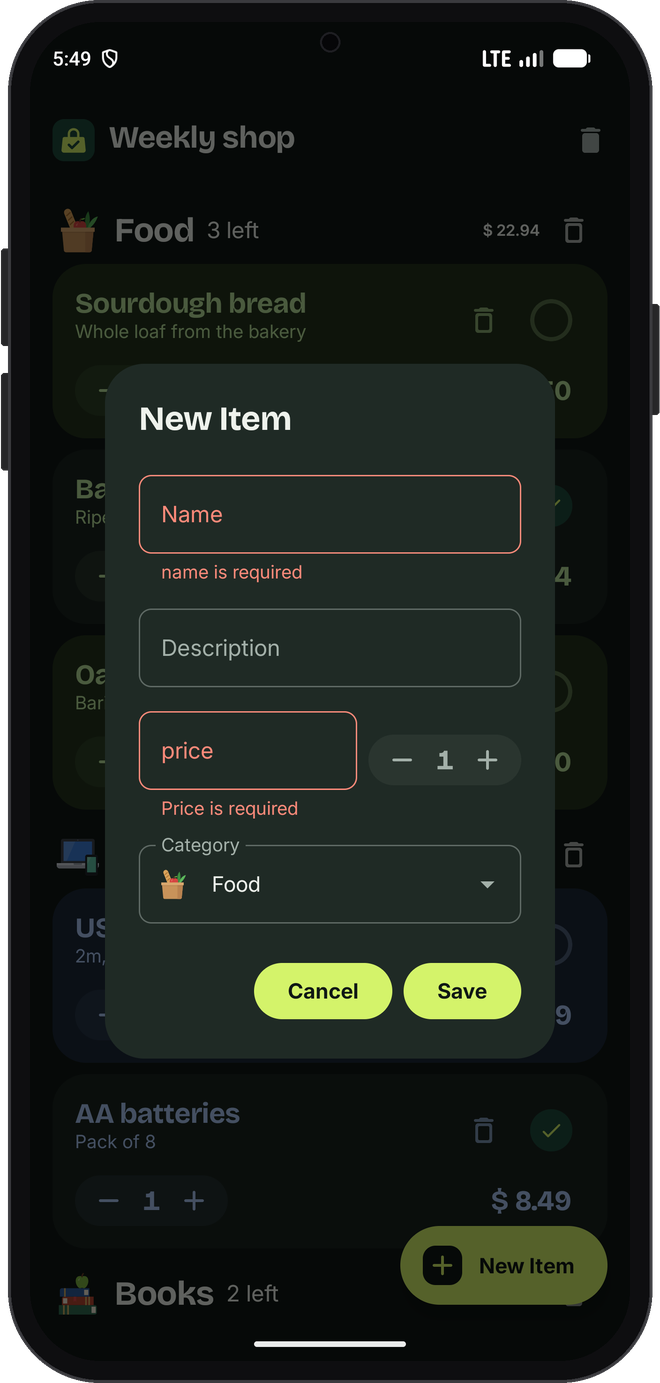 5:49 LTE
Weekly shop
Food 3 left $ 22.94
Sourdough bread
Whole loaf from the bakery
New Item
Name
name is required
Description
price
1
Price is required
Category
Food
Cancel Save
AA batteries
Pack of 8
1 $ 8.49
New Item
Books 2 left